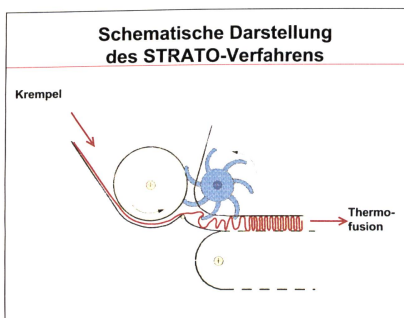 Schematische Darstellung
des STRATO-Verfahrens
Krempel
Thermo-
fusion